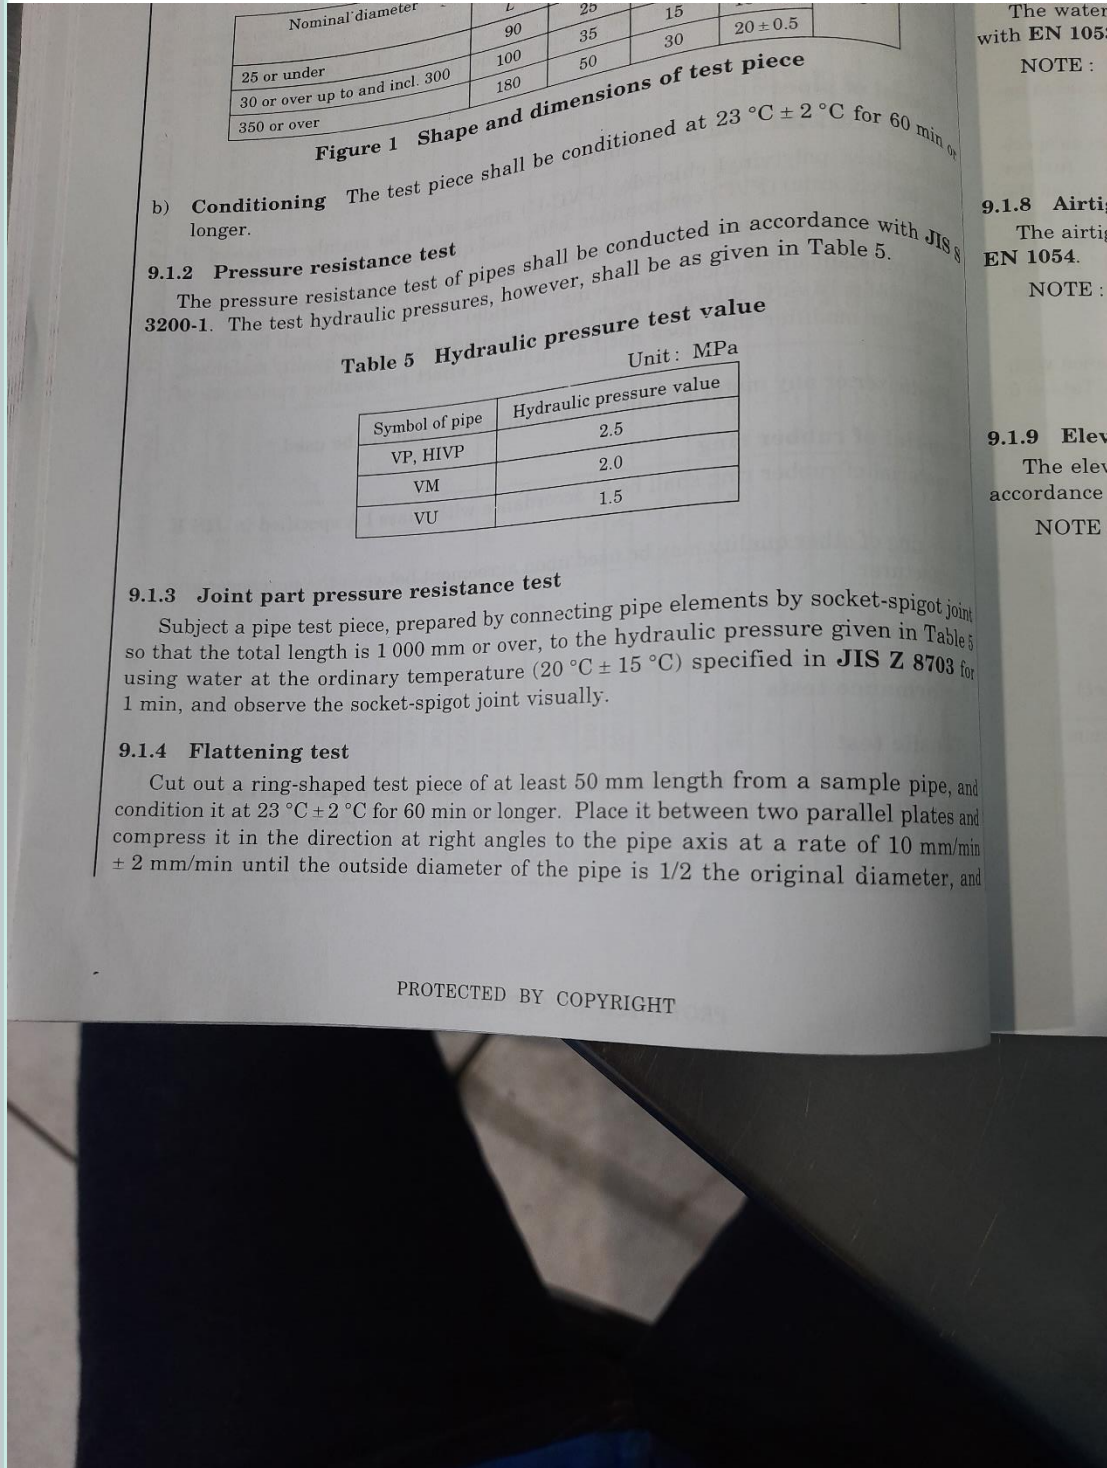 Nominal diameter L 25 15
25 or under 90 35 30 20 ± 0.5
30 or over up to and incl. 300 100 50
350 or over 180
Figure 1 Shape and dimensions of test piece
b) Conditioning The test piece shall be conditioned at 23 °C ± 2 °C for 60 min or
longer.
9.1.2 Pressure resistance test
The pressure resistance test of pipes shall be conducted in accordance with JIS S
3200-1. The test hydraulic pressures, however, shall be as given in Table 5.
Table 5 Hydraulic pressure test value
Unit : MPa
Symbol of pipe Hydraulic pressure value
VP, HIVP 2.5
VM 2.0
VU 1.5
9.1.3 Joint part pressure resistance test
Subject a pipe test piece, prepared by connecting pipe elements by socket-spigot joint
so that the total length is 1 000 mm or over, to the hydraulic pressure given in Table 5
using water at the ordinary temperature (20 °C ± 15 °C) specified in JIS Z 8703 for
1 min, and observe the socket-spigot joint visually.
9.1.4 Flattening test
Cut out a ring-shaped test piece of at least 50 mm length from a sample pipe, and
condition it at 23 °C ± 2 °C for 60 min or longer. Place it between two parallel plates and
compress it in the direction at right angles to the pipe axis at a rate of 10 mm/min
± 2 mm/min until the outside diameter of the pipe is 1/2 the original diameter, and
PROTECTED BY COPYRIGHT
The water
with EN 105
NOTE :
9.1.8 Airti
The airti
EN 1054.
NOTE :
9.1.9 Elev
The elev
accordance
NOTE